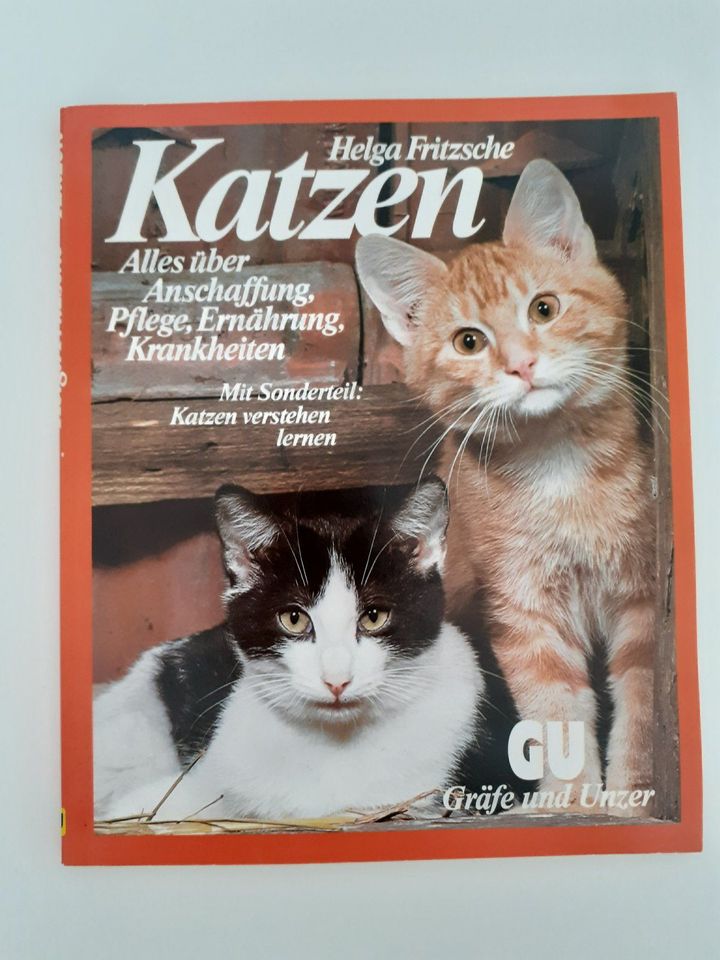 Helga Fritzsche
Katzen
Alles über
Anschaffung,
Pflege, Ernährung,
Krankheiten
Mit Sonderteil:
Katzen verstehen
lernen
GU
Gräfe und Unzer